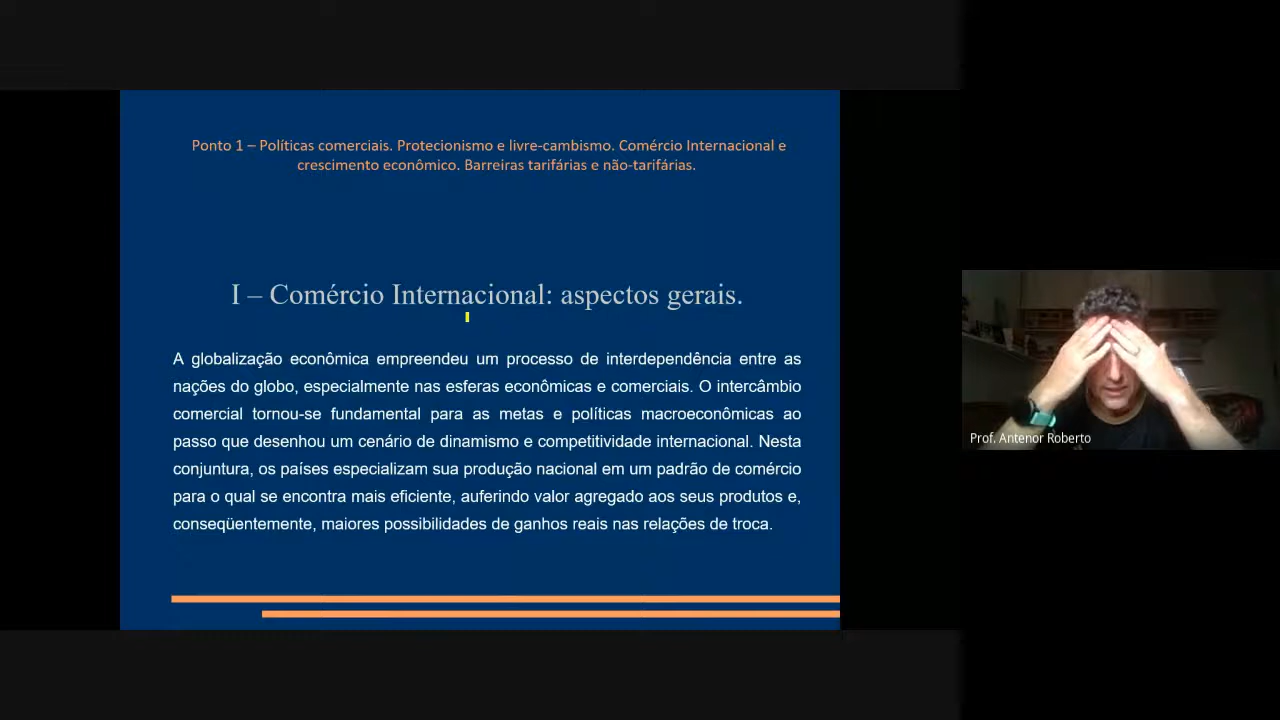 Ponto 1 – Políticas comerciais. Protecionismo e livre-cambismo. Comércio Internacional e
crescimento econômico. Barreiras tarifárias e não-tarifárias.
I – Comércio Internacional: aspectos gerais.
A globalização econômica empreendeu um processo de interdependência entre as
nações do globo, especialmente nas esferas econômicas e comerciais. O intercâmbio
comercial tornou-se fundamental para as metas e políticas macroeconômicas ao
passo que desenhou um cenário de dinamismo e competitividade internacional. Nesta
conjuntura, os países especializam sua produção nacional em um padrão de comércio
para o qual se encontra mais eficiente, auferindo valor agregado aos seus produtos e,
conseqüentemente, maiores possibilidades de ganhos reais nas relações de troca.
Prof. Antenor Roberto